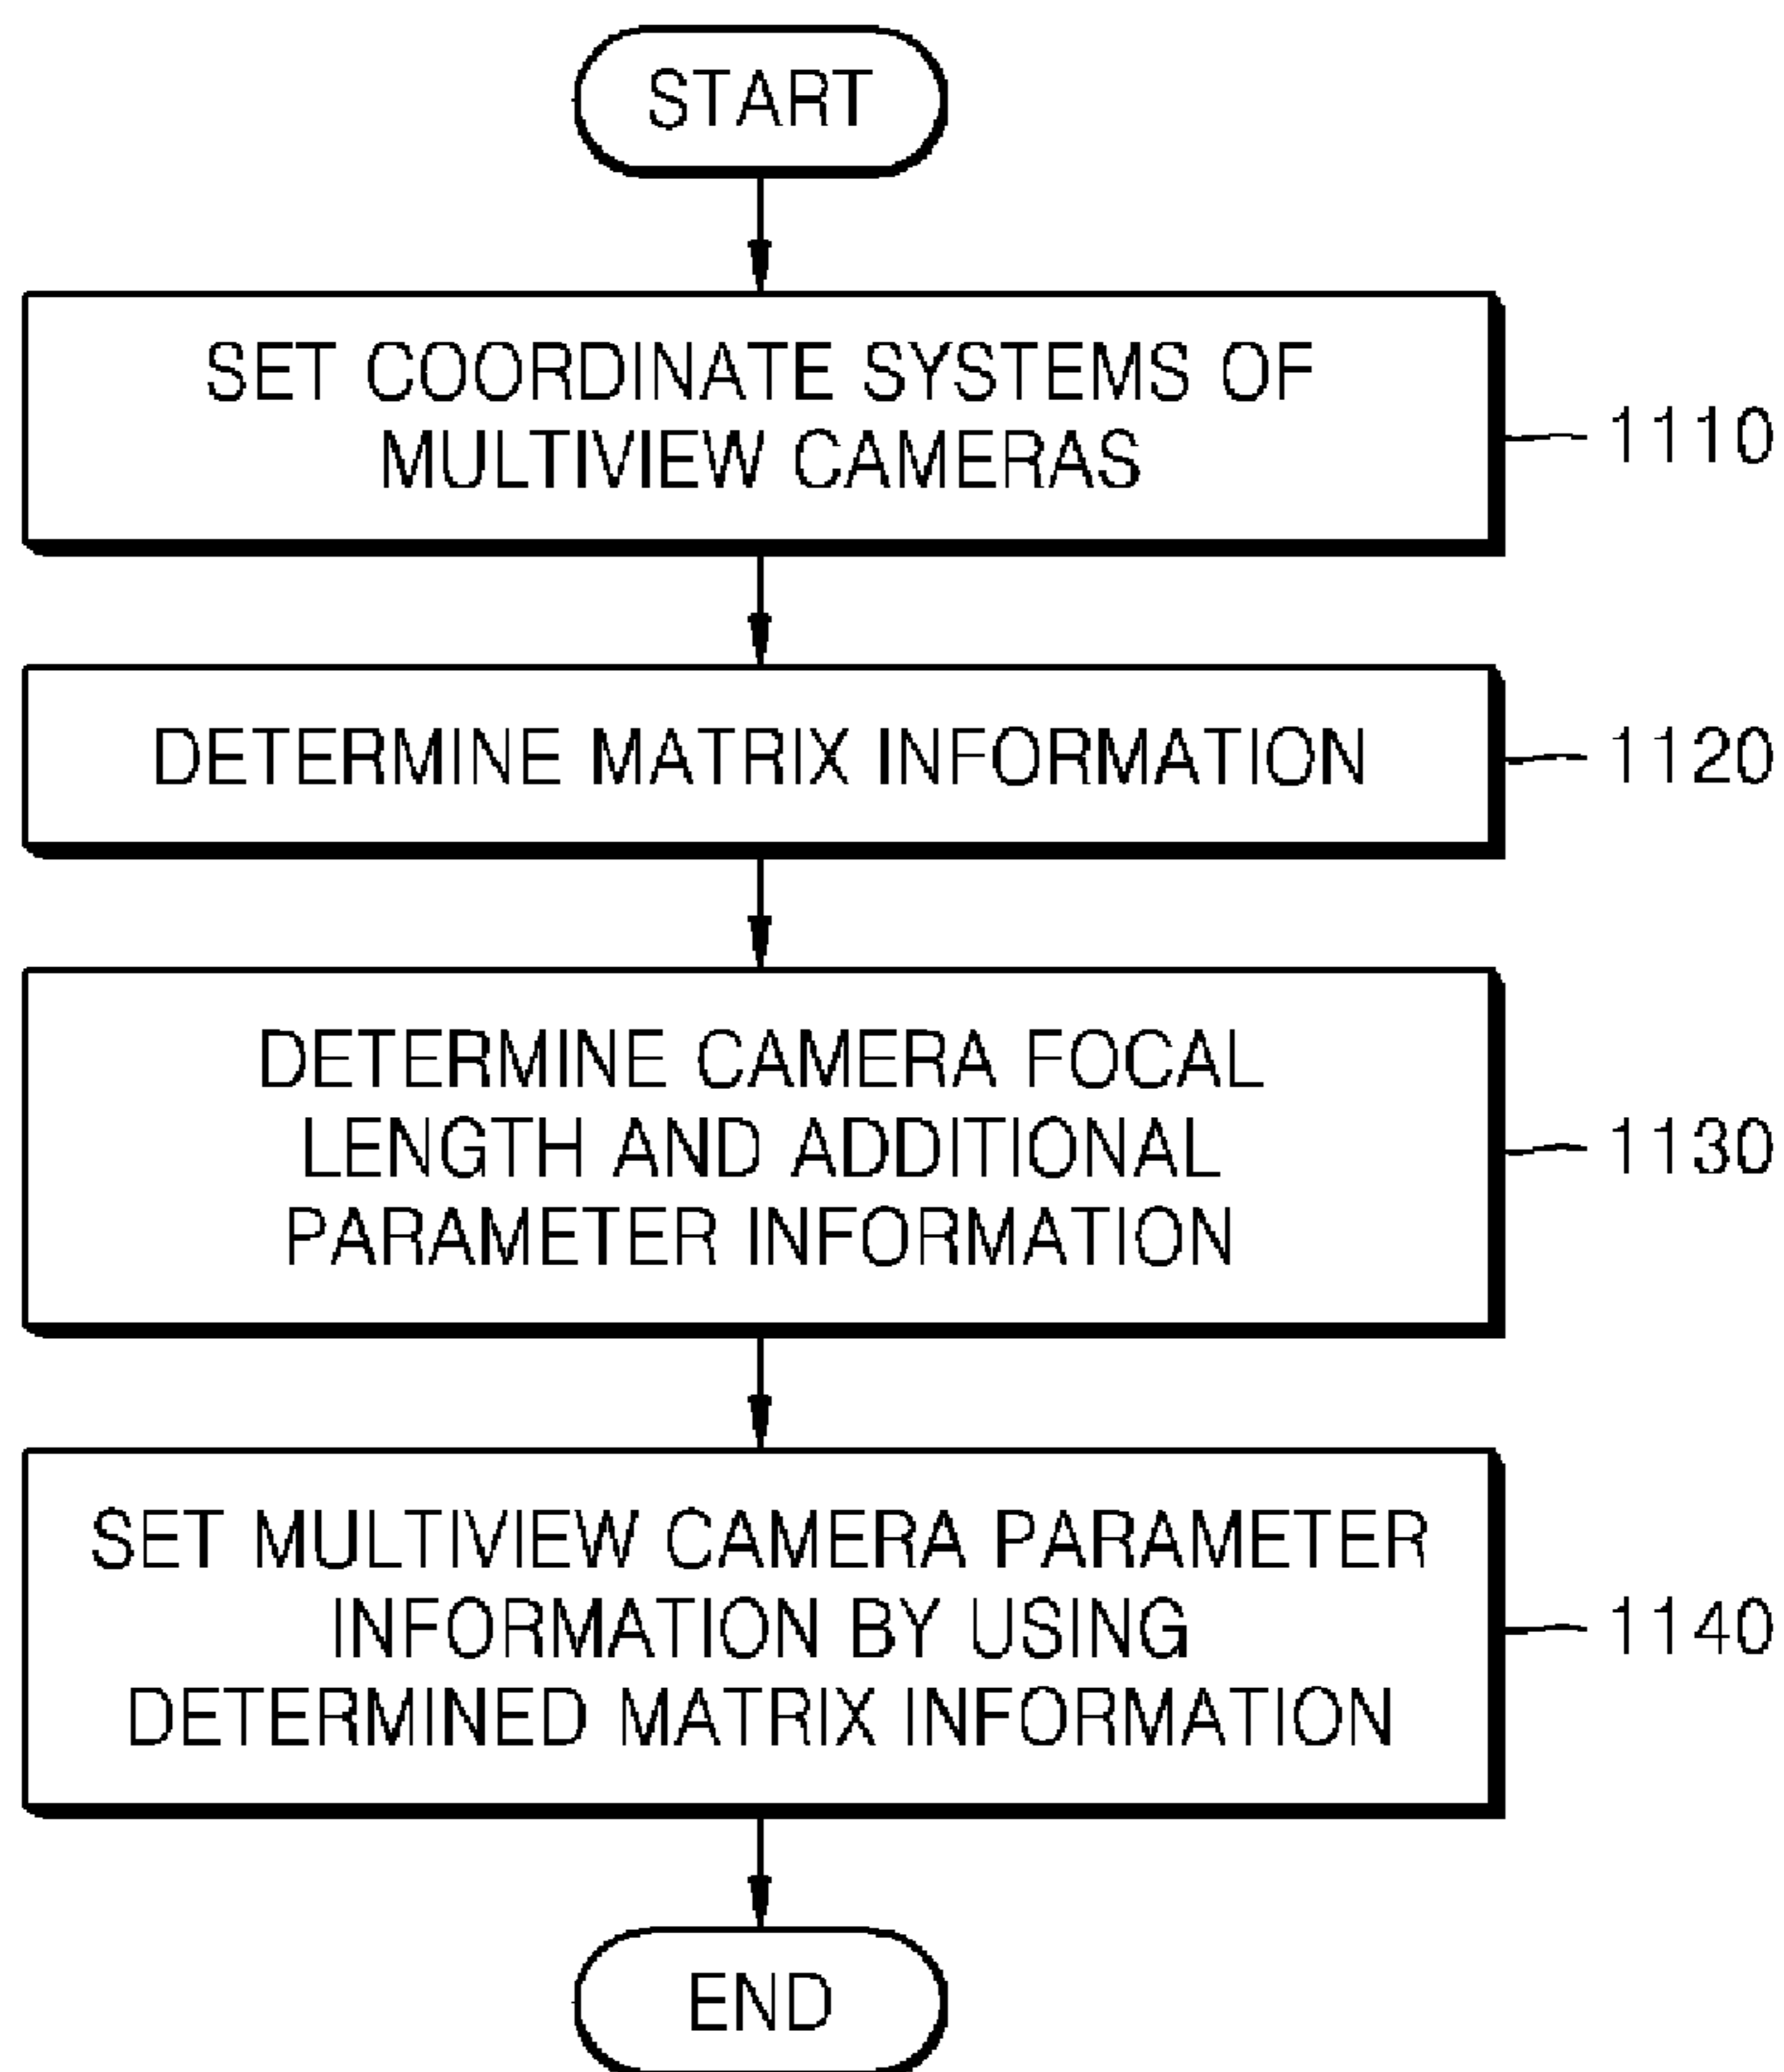 START
SET COORDINATE SYSTEMS OF
MULTIVIEW CAMERAS
1110
DETERMINE MATRIX INFORMATION
1120
DETERMINE CAMERA FOCAL
LENGTH AND ADDITIONAL
PARAMETER INFORMATION
1130
SET MULTIVIEW CAMERA PARAMETER
INFORMATION BY USING
DETERMINED MATRIX INFORMATION
1140
END